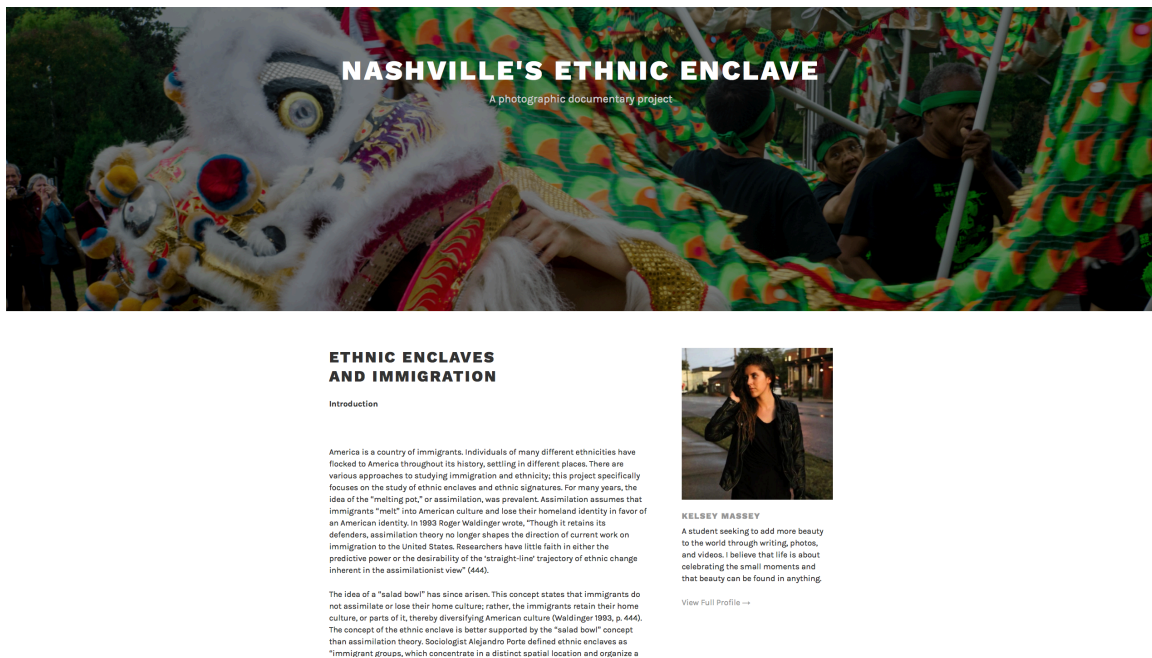 NASHVILLE'S ETHNIC ENCLAVE
A photographic documentary project
ETHNIC ENCLAVES
AND IMMIGRATION
Introduction
America is a country of immigrants. Individuals of many different ethnicities have
flocked to America throughout its history, settling in different places. There are
various approaches to studying immigration and ethnicity; this project specifically
focuses on the study of ethnic enclaves and ethnic signatures. For many years, the
idea of the “melting pot,” or assimilation, was prevalent. Assimilation assumes that
immigrants “melt” into American culture and lose their homeland identity in favor of
an American identity. In 1993 Roger Waldinger wrote, “Though it retains its
defenders, assimilation theory no longer shapes the direction of current work on
immigration to the United States. Researchers have little faith in either the
predictive power or the desirability of the ‘straight-line’ trajectory of ethnic change
inherent in the assimilationist view” (444).
The idea of a “salad bowl” has since arisen. This concept states that immigrants do
not assimilate or lose their home culture; rather, the immigrants retain their home
culture, or parts of it, thereby diversifying American culture (Waldinger 1993, p. 444).
The concept of the ethnic enclave is better supported by the “salad bowl” concept
than assimilation theory. Sociologist Alejandro Porte defined ethnic enclaves as
“immigrant groups, which concentrate in a distinct spatial location and organize a
KELSEY MASSEY
A student seeking to add more beauty
to the world through writing, photos,
and videos. I believe that life is about
celebrating the small moments and
that beauty can be found in anything.
View Full Profile →